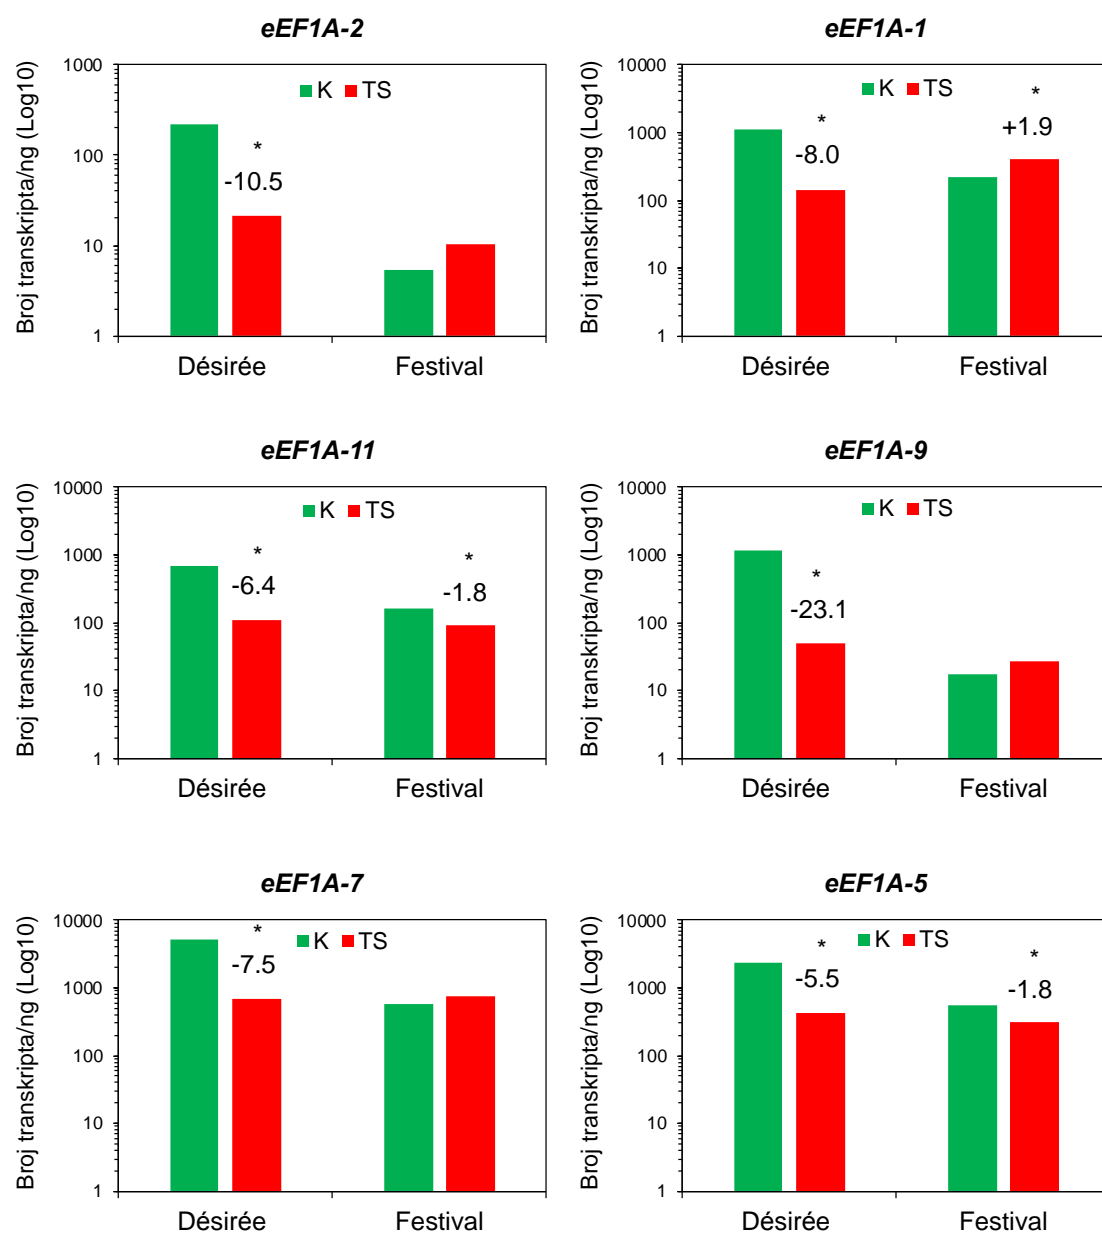 eEF1A-2
Broj transkripta/ng (Log10)
1000
100
10
1
K TS
*
-10.5
Désirée Festival
eEF1A-1
Broj transkripta/ng (Log10)
10000
1000
100
10
1
K TS
*
-8.0
*
+1.9
Désirée Festival
eEF1A-11
Broj transkripta/ng (Log10)
10000
1000
100
10
1
K TS
*
-6.4
*
-1.8
Désirée Festival
eEF1A-9
Broj transkripta/ng (Log10)
10000
1000
100
10
1
K TS
*
-23.1
Désirée Festival
eEF1A-7
Broj transkripta/ng (Log10)
10000
1000
100
10
1
K TS
*
-7.5
Désirée Festival
eEF1A-5
Broj transkripta/ng (Log10)
10000
1000
100
10
1
K TS
*
-5.5
*
-1.8
Désirée Festival